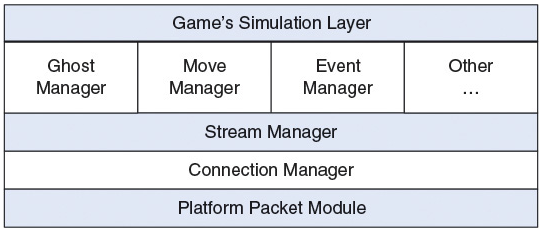 Game's Simulation Layer
Ghost
Manager
Move
Manager
Event
Manager
Other
...
Stream Manager
Connection Manager
Platform Packet Module